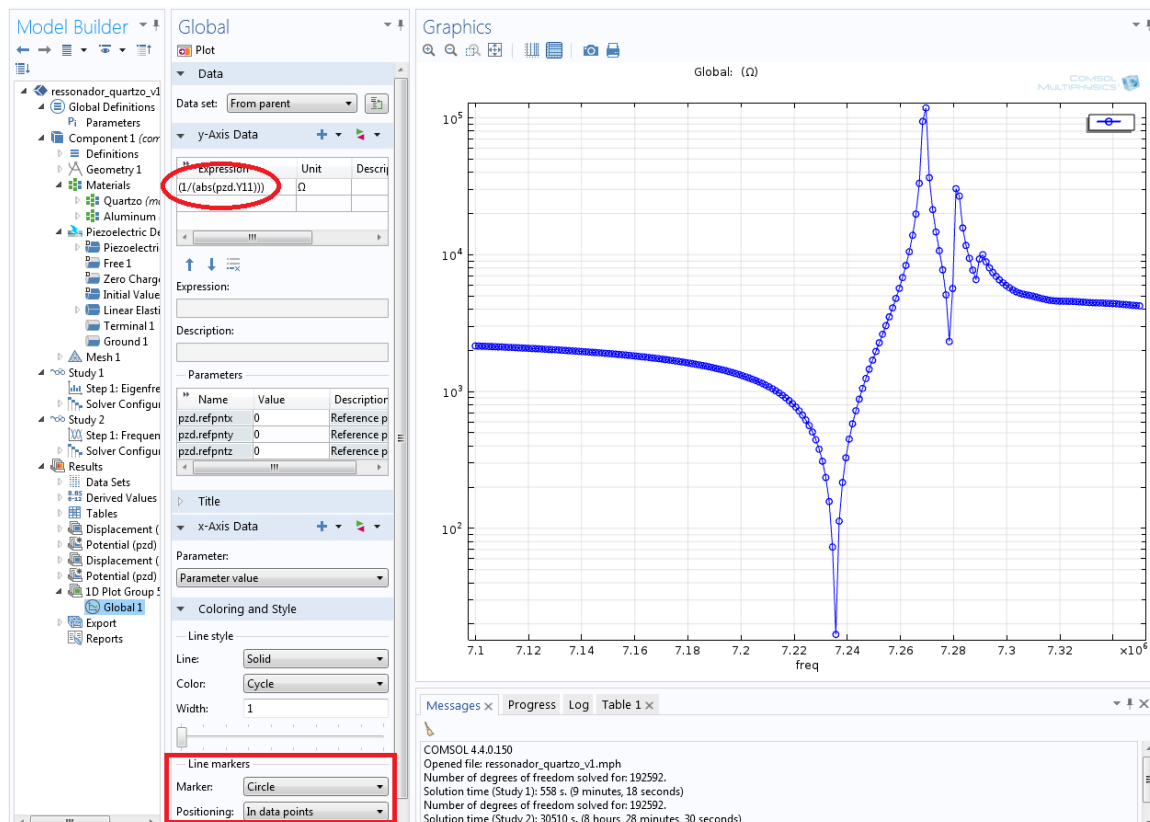 Model Builder
ressonador_quartzo_v1
Global Definitions
Pi Parameters
Component 1 (com
Definitions
Geometry 1
Materials
Quartzo (m
Aluminum
Piezoelectric De
Piezoelectri
Free 1
Zero Charge
Initial Value
Linear Elasti
Terminal 1
Ground 1
Mesh 1
Study 1
Step 1: Eigenfre
Solver Configur
Study 2
Step 1: Frequen
Solver Configur
Results
Data Sets
8.85
e-12
Derived Values
Tables
Displacement (
Potential (pzd)
Displacement (
Potential (pzd)
1D Plot Group 5
Global 1
Export
Reports
Global
Plot
Data
Data set: From parent
y-Axis Data
Expression Unit Descrip
(1/(abs(pzd.Y11))) Ω
Expression:
Description:
Parameters
Name Value Description
pzd.refpntx 0 Reference p
pzd.refpnty 0 Reference p
pzd.refpntz 0 Reference p
Title
x-Axis Data
Parameter:
Parameter value
Coloring and Style
Line style
Line: Solid
Color: Cycle
Width: 1
Line markers
Marker: Circle
Positioning: In data points
Graphics
Global: (Ω)
COMSOL
MULTIPHYSICS
10⁵
10⁴
10³
10²
7.1 7.12 7.14 7.16 7.18 7.2 7.22 7.24 7.26 7.28 7.3 7.32 ×10⁶
freq
Messages Progress Log Table 1
COMSOL 4.4.0.150
Opened file: ressonador_quartzo_v1.mph
Number of degrees of freedom solved for: 192592.
Solution time (Study 1): 558 s. (9 minutes, 18 seconds)
Number of degrees of freedom solved for: 192592.
Solution time (Study 2): 30510 s. (8 hours, 28 minutes, 30 seconds)